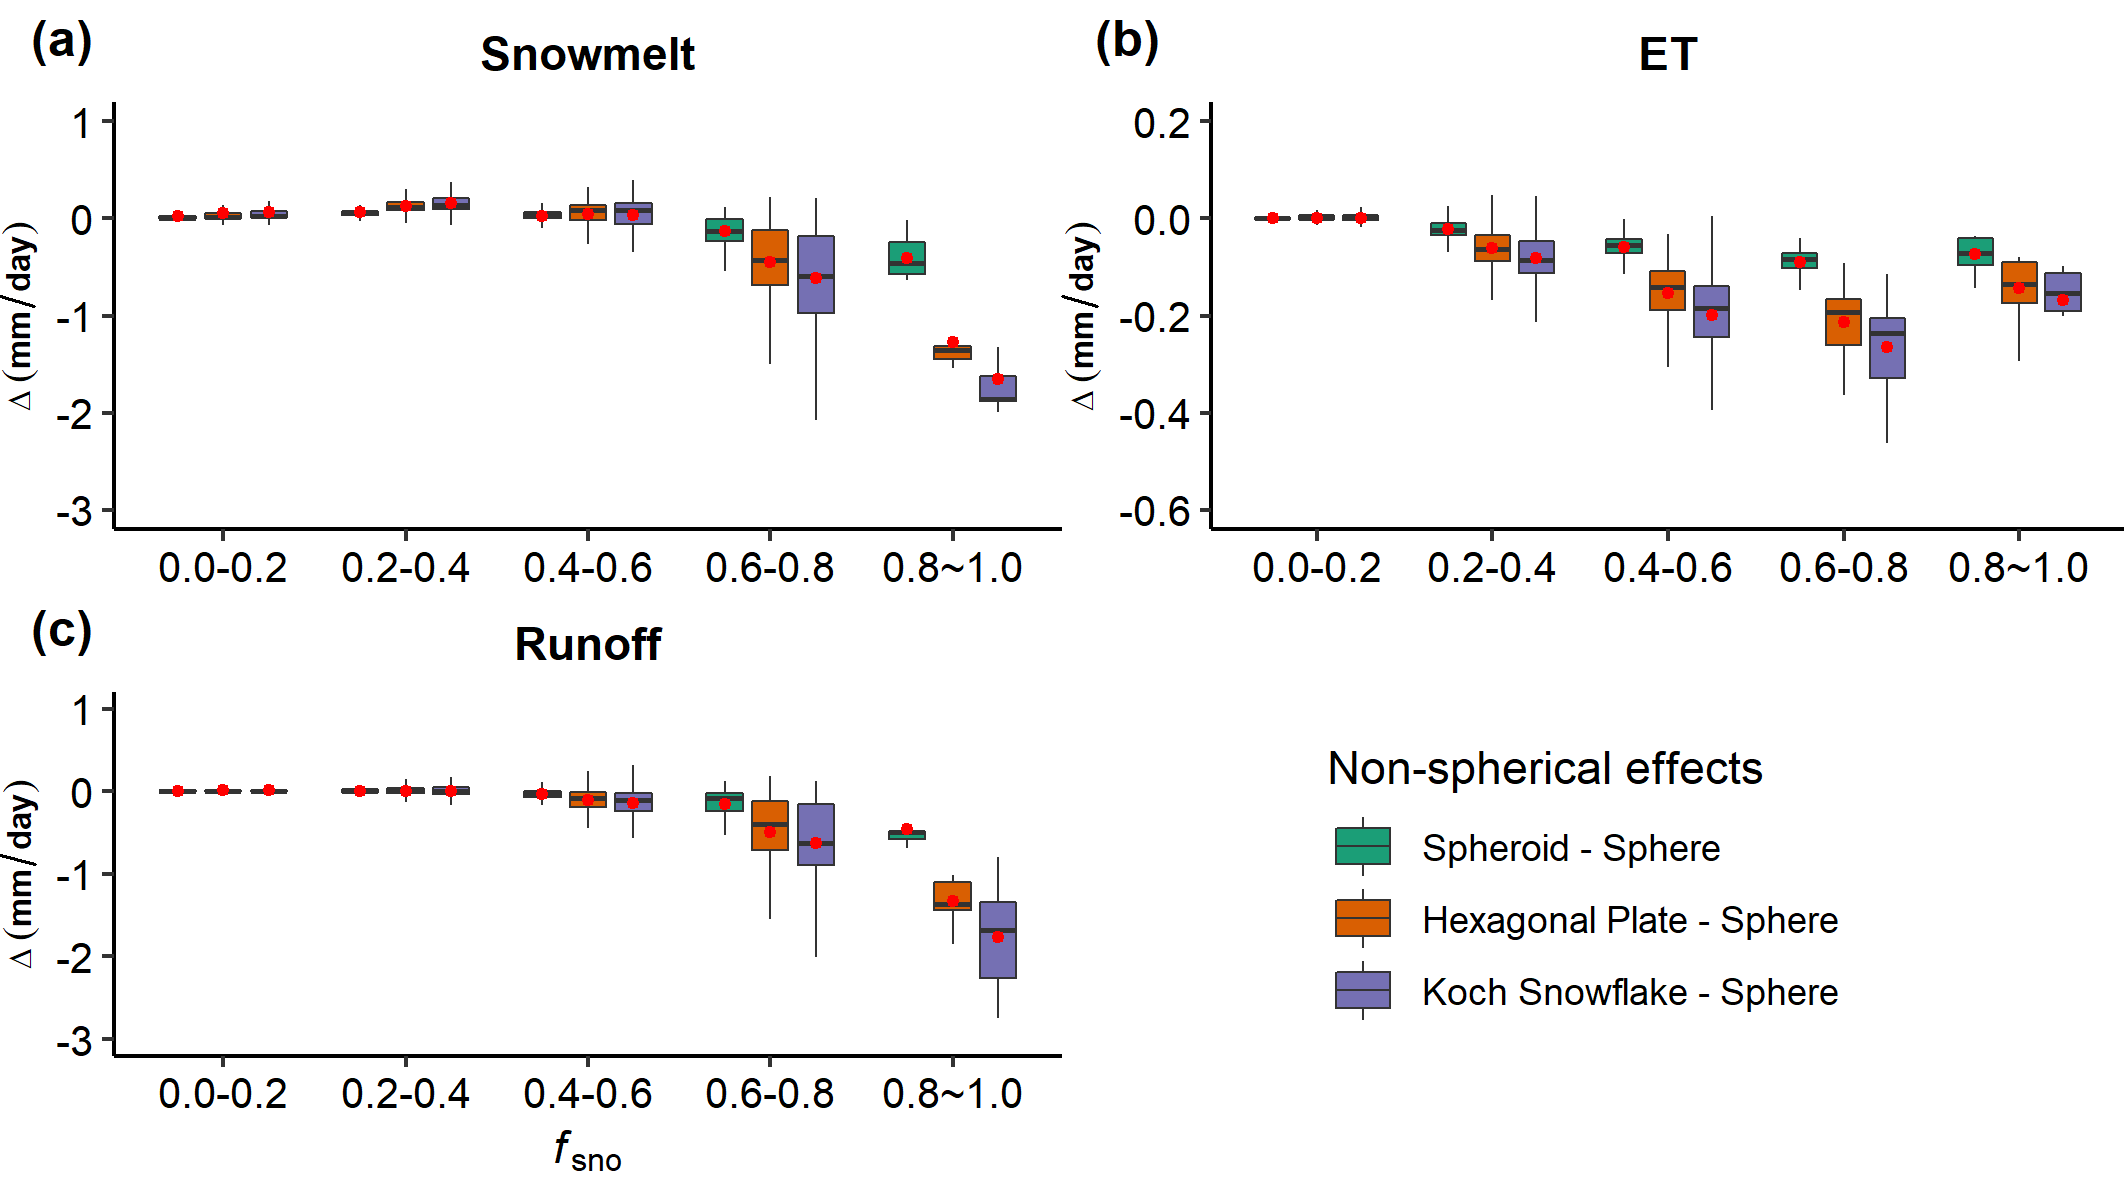 (a)
Snowmelt
1
0
-1
-2
-3
Δ (mm/day)
0.0-0.2 0.2-0.4 0.4-0.6 0.6-0.8 0.8~1.0
(b)
ET
0.2
0.0
-0.2
-0.4
-0.6
Δ (mm/day)
0.0-0.2 0.2-0.4 0.4-0.6 0.6-0.8 0.8~1.0
(c)
Runoff
1
0
-1
-2
-3
Δ (mm/day)
0.0-0.2 0.2-0.4 0.4-0.6 0.6-0.8 0.8~1.0
f sno
Non-spherical effects
Spheroid - Sphere
Hexagonal Plate - Sphere
Koch Snowflake - Sphere